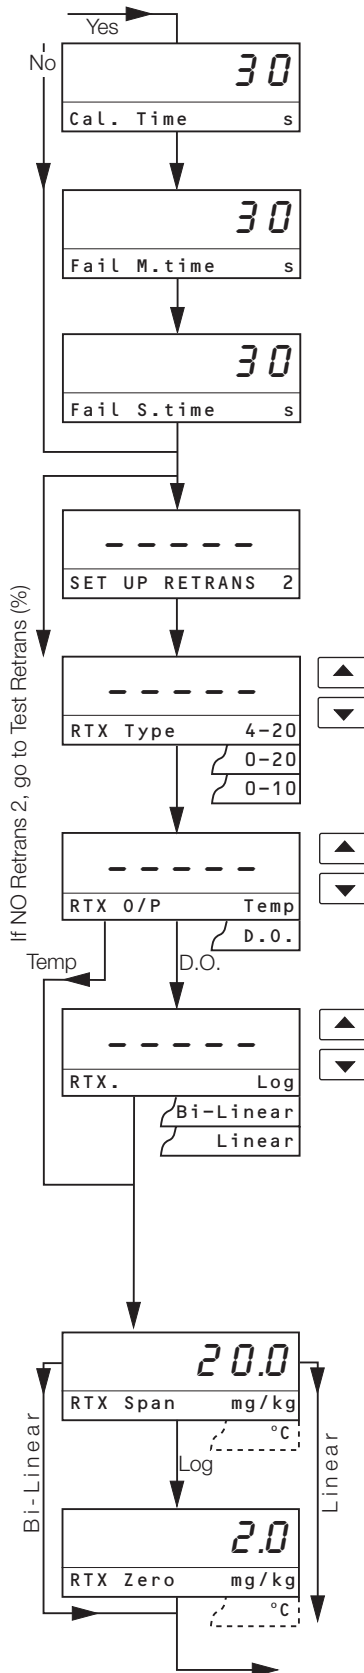 Yes
No
30
Cal. Time s
30
Fail M.time s
30
Fail S.time s
If NO Retrans 2, go to Test Retrans (%)
-----
SET UP RETRANS 2
-----
RTX Type 4-20
0-20
0-10
-----
RTX O/P Temp
D.O.
Temp
D.O.
-----
RTX. Log
Bi-Linear
Linear
20.0
RTX Span mg/kg
°C
Bi-Linear
Log
Linear
2.0
RTX Zero mg/kg
°C